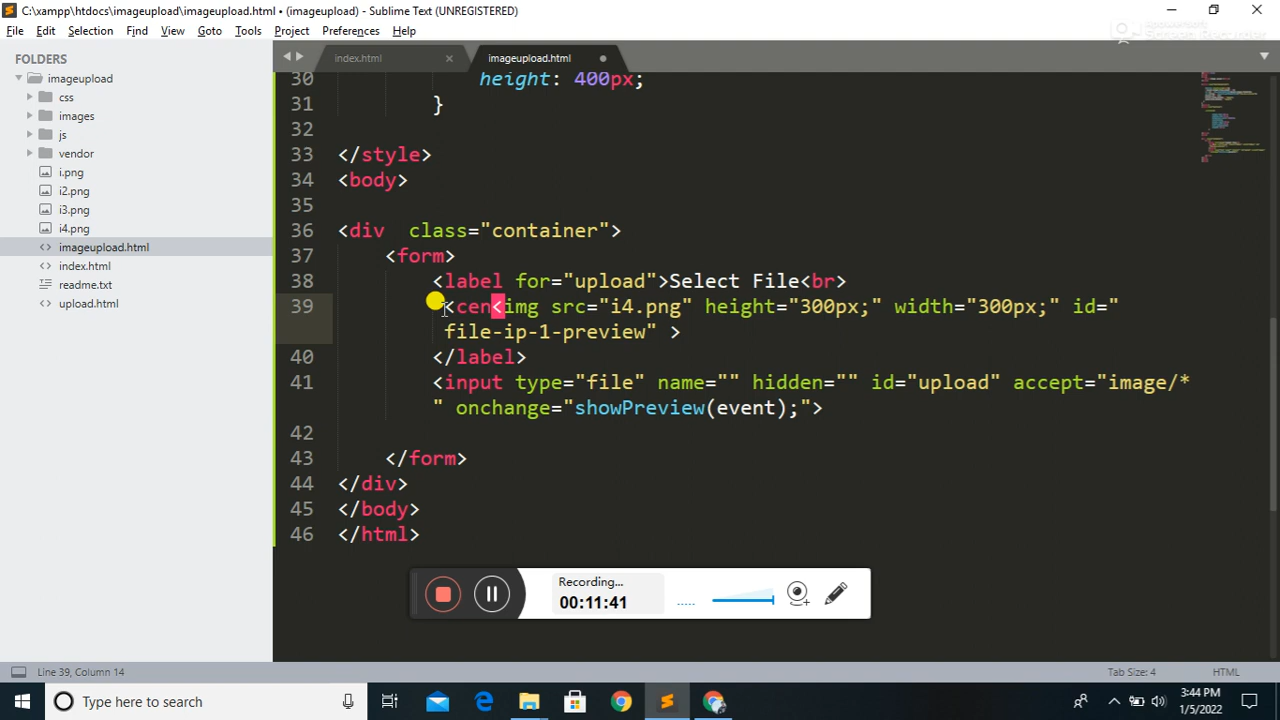 C:\xampp\htdocs\imageupload\imageupload.html • (imageupload) - Sublime Text (UNREGISTERED)
File Edit Selection Find View Goto Tools Project Preferences Help
FOLDERS
imageupload
css
images
js
vendor
i.png
i2.png
i3.png
i4.png
imageupload.html
index.html
readme.txt
upload.html
index.html
imageupload.html
30 height: 400px;
31 }
32
33 </style>
34 <body>
35
36 <div  class="container">
37 <form>
38 <label for="upload">Select File<br>
39 <cen<img src="i4.png" height="300px;" width="300px;" id="
file-ip-1-preview" >
40 </label>
41 <input type="file" name="" hidden="" id="upload" accept="image/*
" onchange="showPreview(event);">
42
43 </form>
44 </div>
45 </body>
46 </html>
Recording...
00:11:41
Line 39, Column 14
Tab Size: 4
HTML
Type here to search
3:44 PM
1/5/2022